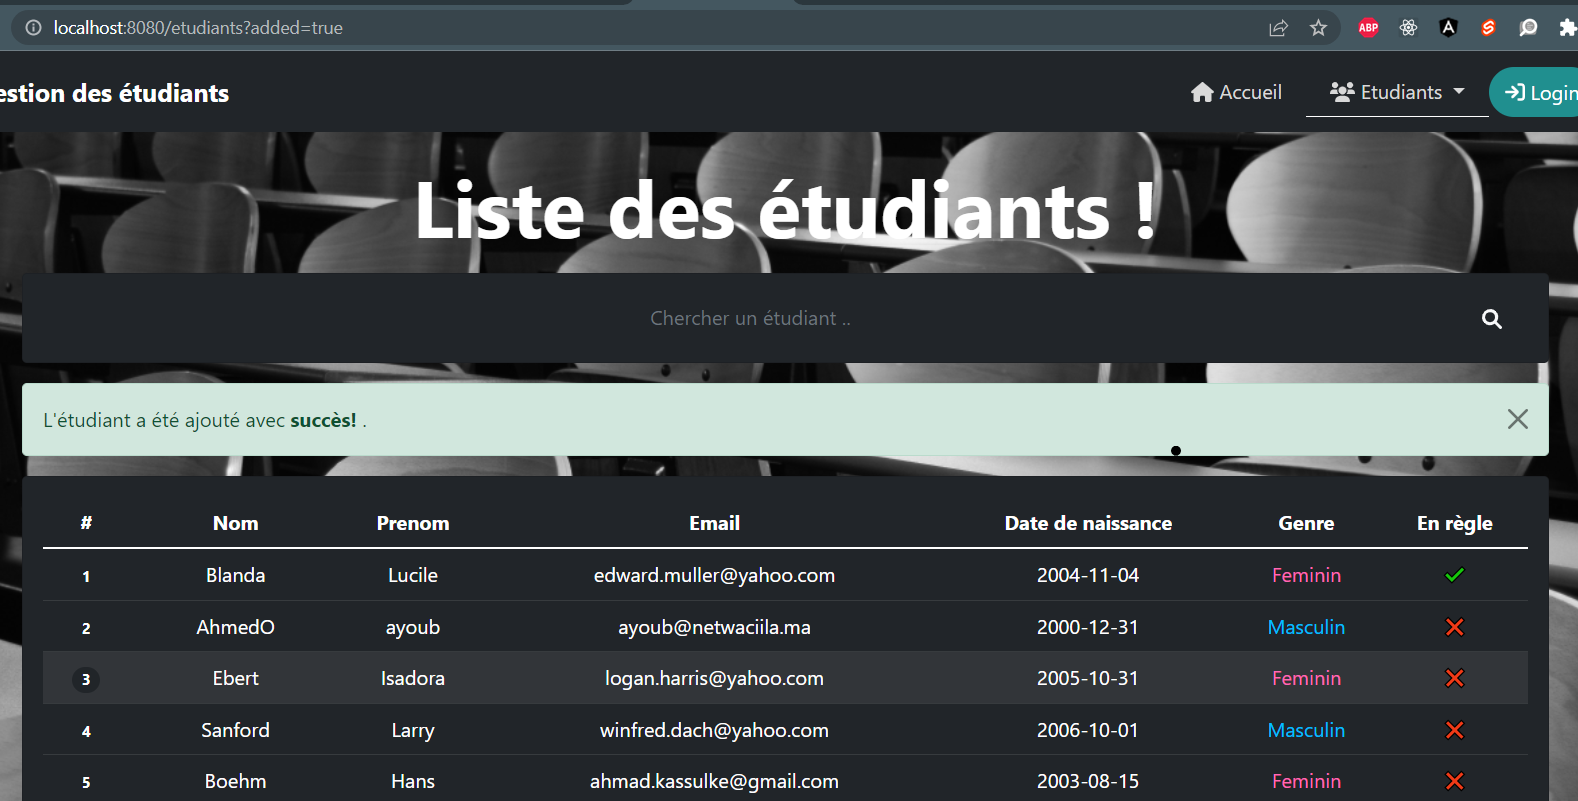 localhost:8080/etudiants?added=true
ABP
estion des étudiants
Accueil
Etudiants
Login
Liste des étudiants !
Chercher un étudiant ..
L'étudiant a été ajouté avec succès! .
# Nom Prenom Email Date de naissance Genre En règle
1 Blanda Lucile edward.muller@yahoo.com 2004-11-04 Feminin
2 AhmedO ayoub ayoub@netwaciila.ma 2000-12-31 Masculin
3 Ebert Isadora logan.harris@yahoo.com 2005-10-31 Feminin
4 Sanford Larry winfred.dach@yahoo.com 2006-10-01 Masculin
5 Boehm Hans ahmad.kassulke@gmail.com 2003-08-15 Feminin